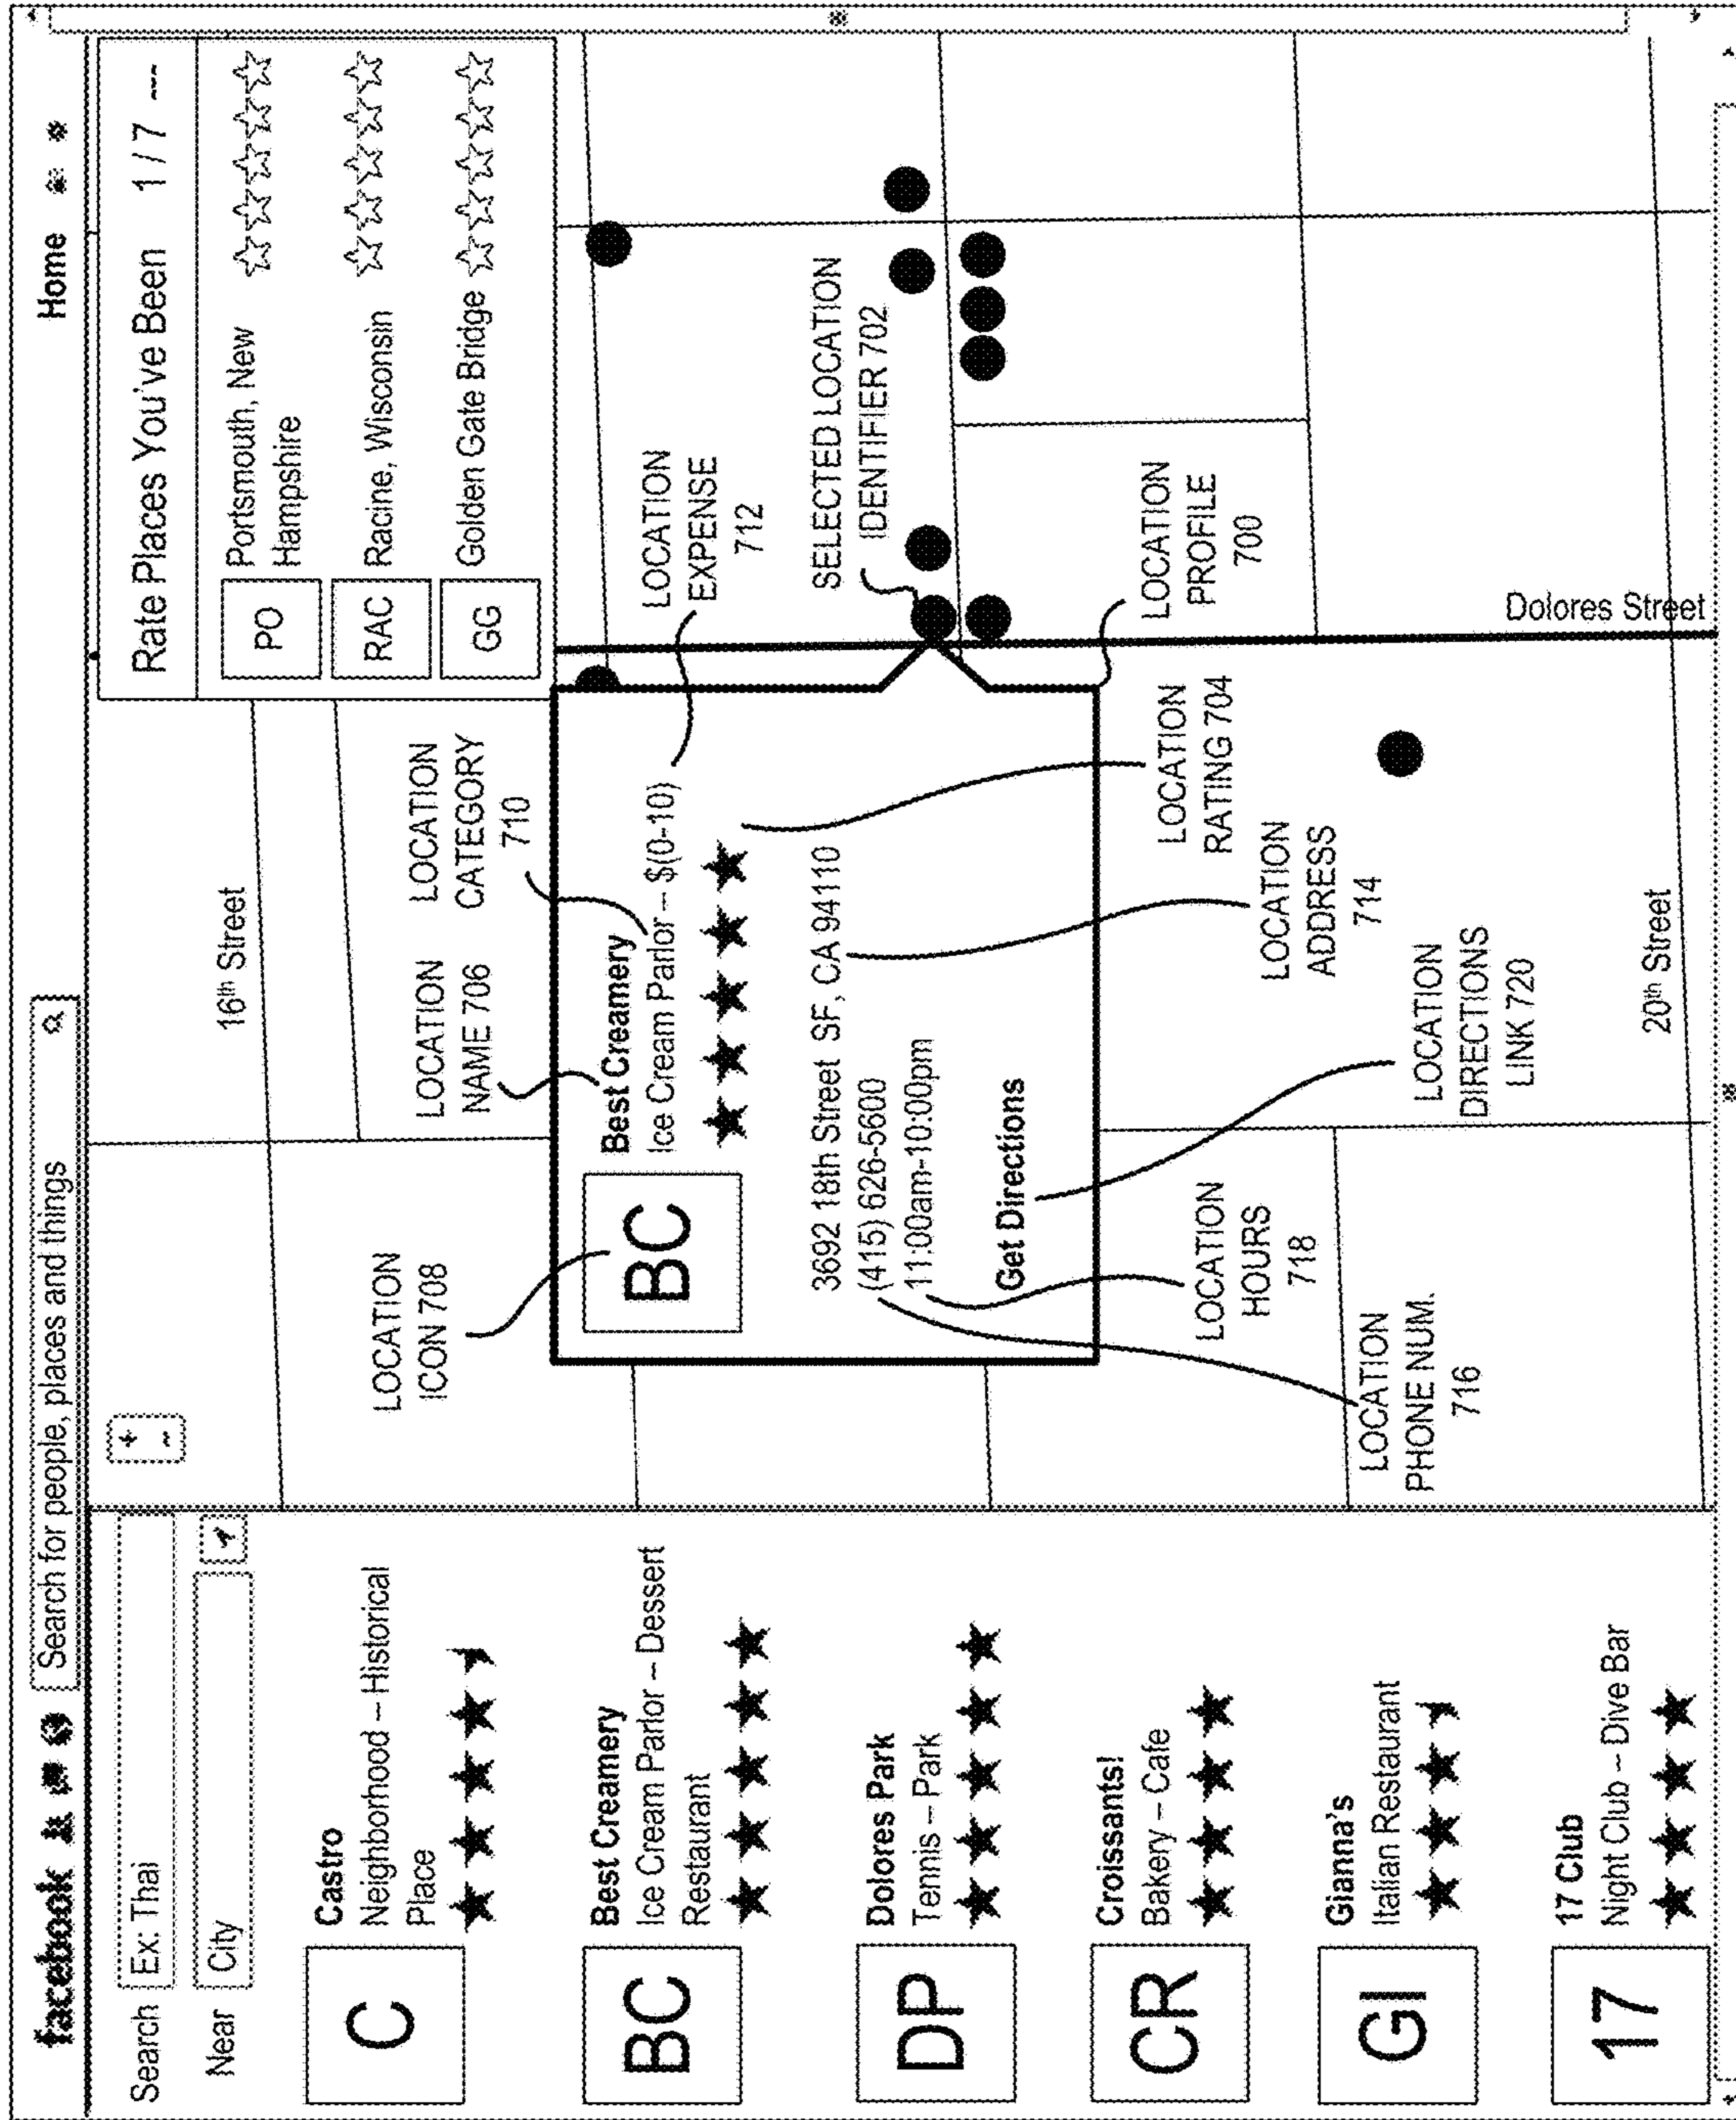 facebook
Search for people, places and things
Home
Search
Ex: Thai
Near
City
C
Castro
Neighborhood – Historical
Place
BC
Best Creamery
Ice Cream Parlor – Dessert
Restaurant
DP
Dolores Park
Tennis – Park
CR
Croissants!
Bakery – Cafe
GI
Gianna's
Italian Restaurant
17
17 Club
Night Club – Dive Bar
+
-
16th Street
Rate Places You've Been 1 / 7 ---
PO
Portsmouth, New
Hampshire
RAC
Racine, Wisconsin
GG
Golden Gate Bridge
LOCATION
ICON 708
LOCATION
NAME 706
LOCATION
CATEGORY
710
LOCATION
EXPENSE
712
SELECTED LOCATION
IDENTIFIER 702
BC
Best Creamery
Ice Cream Parlor – $(0-10)
3692 18th Street SF, CA 94110
(415) 626-5600
11:00am-10:00pm
Get Directions
LOCATION
PROFILE
700
LOCATION
RATING 704
LOCATION
ADDRESS
714
LOCATION
DIRECTIONS
LINK 720
LOCATION
HOURS
718
LOCATION
PHONE NUM.
716
20th Street
Dolores Street